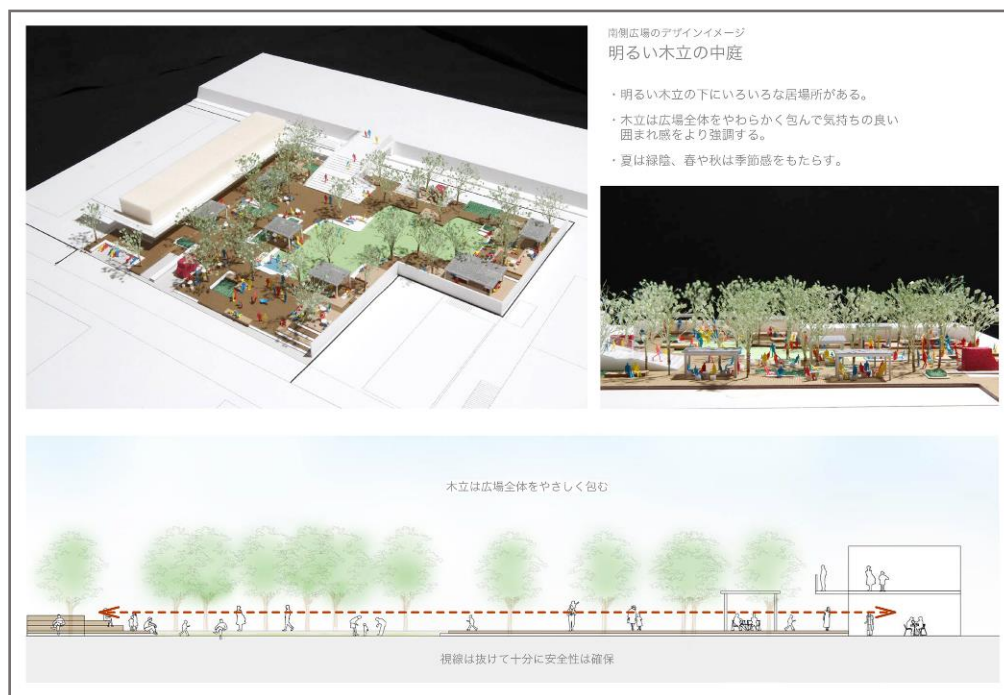 南側広場のデザインイメージ
明るい木立の中庭
・明るい木立の下にいろいろな居場所がある。
・木立は広場全体をやわらかく包んで気持ちの良い
囲まれ感をより強調する。
・夏は緑陰、春や秋は季節感をもたらす。
木立は広場全体をやさしく包む
視線は抜けて十分に安全性は確保